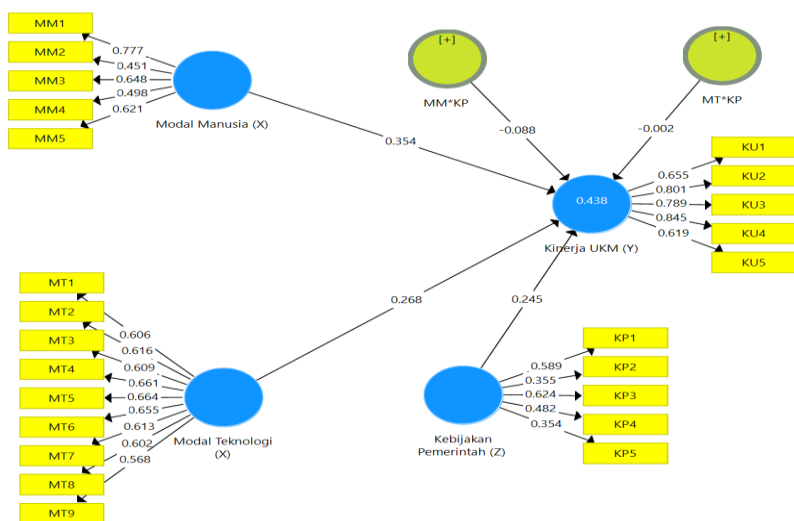 MM1
MM2
MM3
MM4
MM5
0.777
0.451
0.648
0.498
0.621
Modal Manusia (X)
[+]
MM*KP
[+]
MT*KP
0.354
-0.088
-0.002
0.438
Kinerja UKM (Y)
0.655
0.801
0.789
0.845
0.619
KU1
KU2
KU3
KU4
KU5
MT1
MT2
MT3
MT4
MT5
MT6
MT7
MT8
MT9
0.606
0.616
0.609
0.661
0.664
0.655
0.613
0.602
0.568
Modal Teknologi
(X)
0.268
0.245
Kebijakan
Pemerintah (Z)
0.589
0.355
0.624
0.482
0.354
KP1
KP2
KP3
KP4
KP5